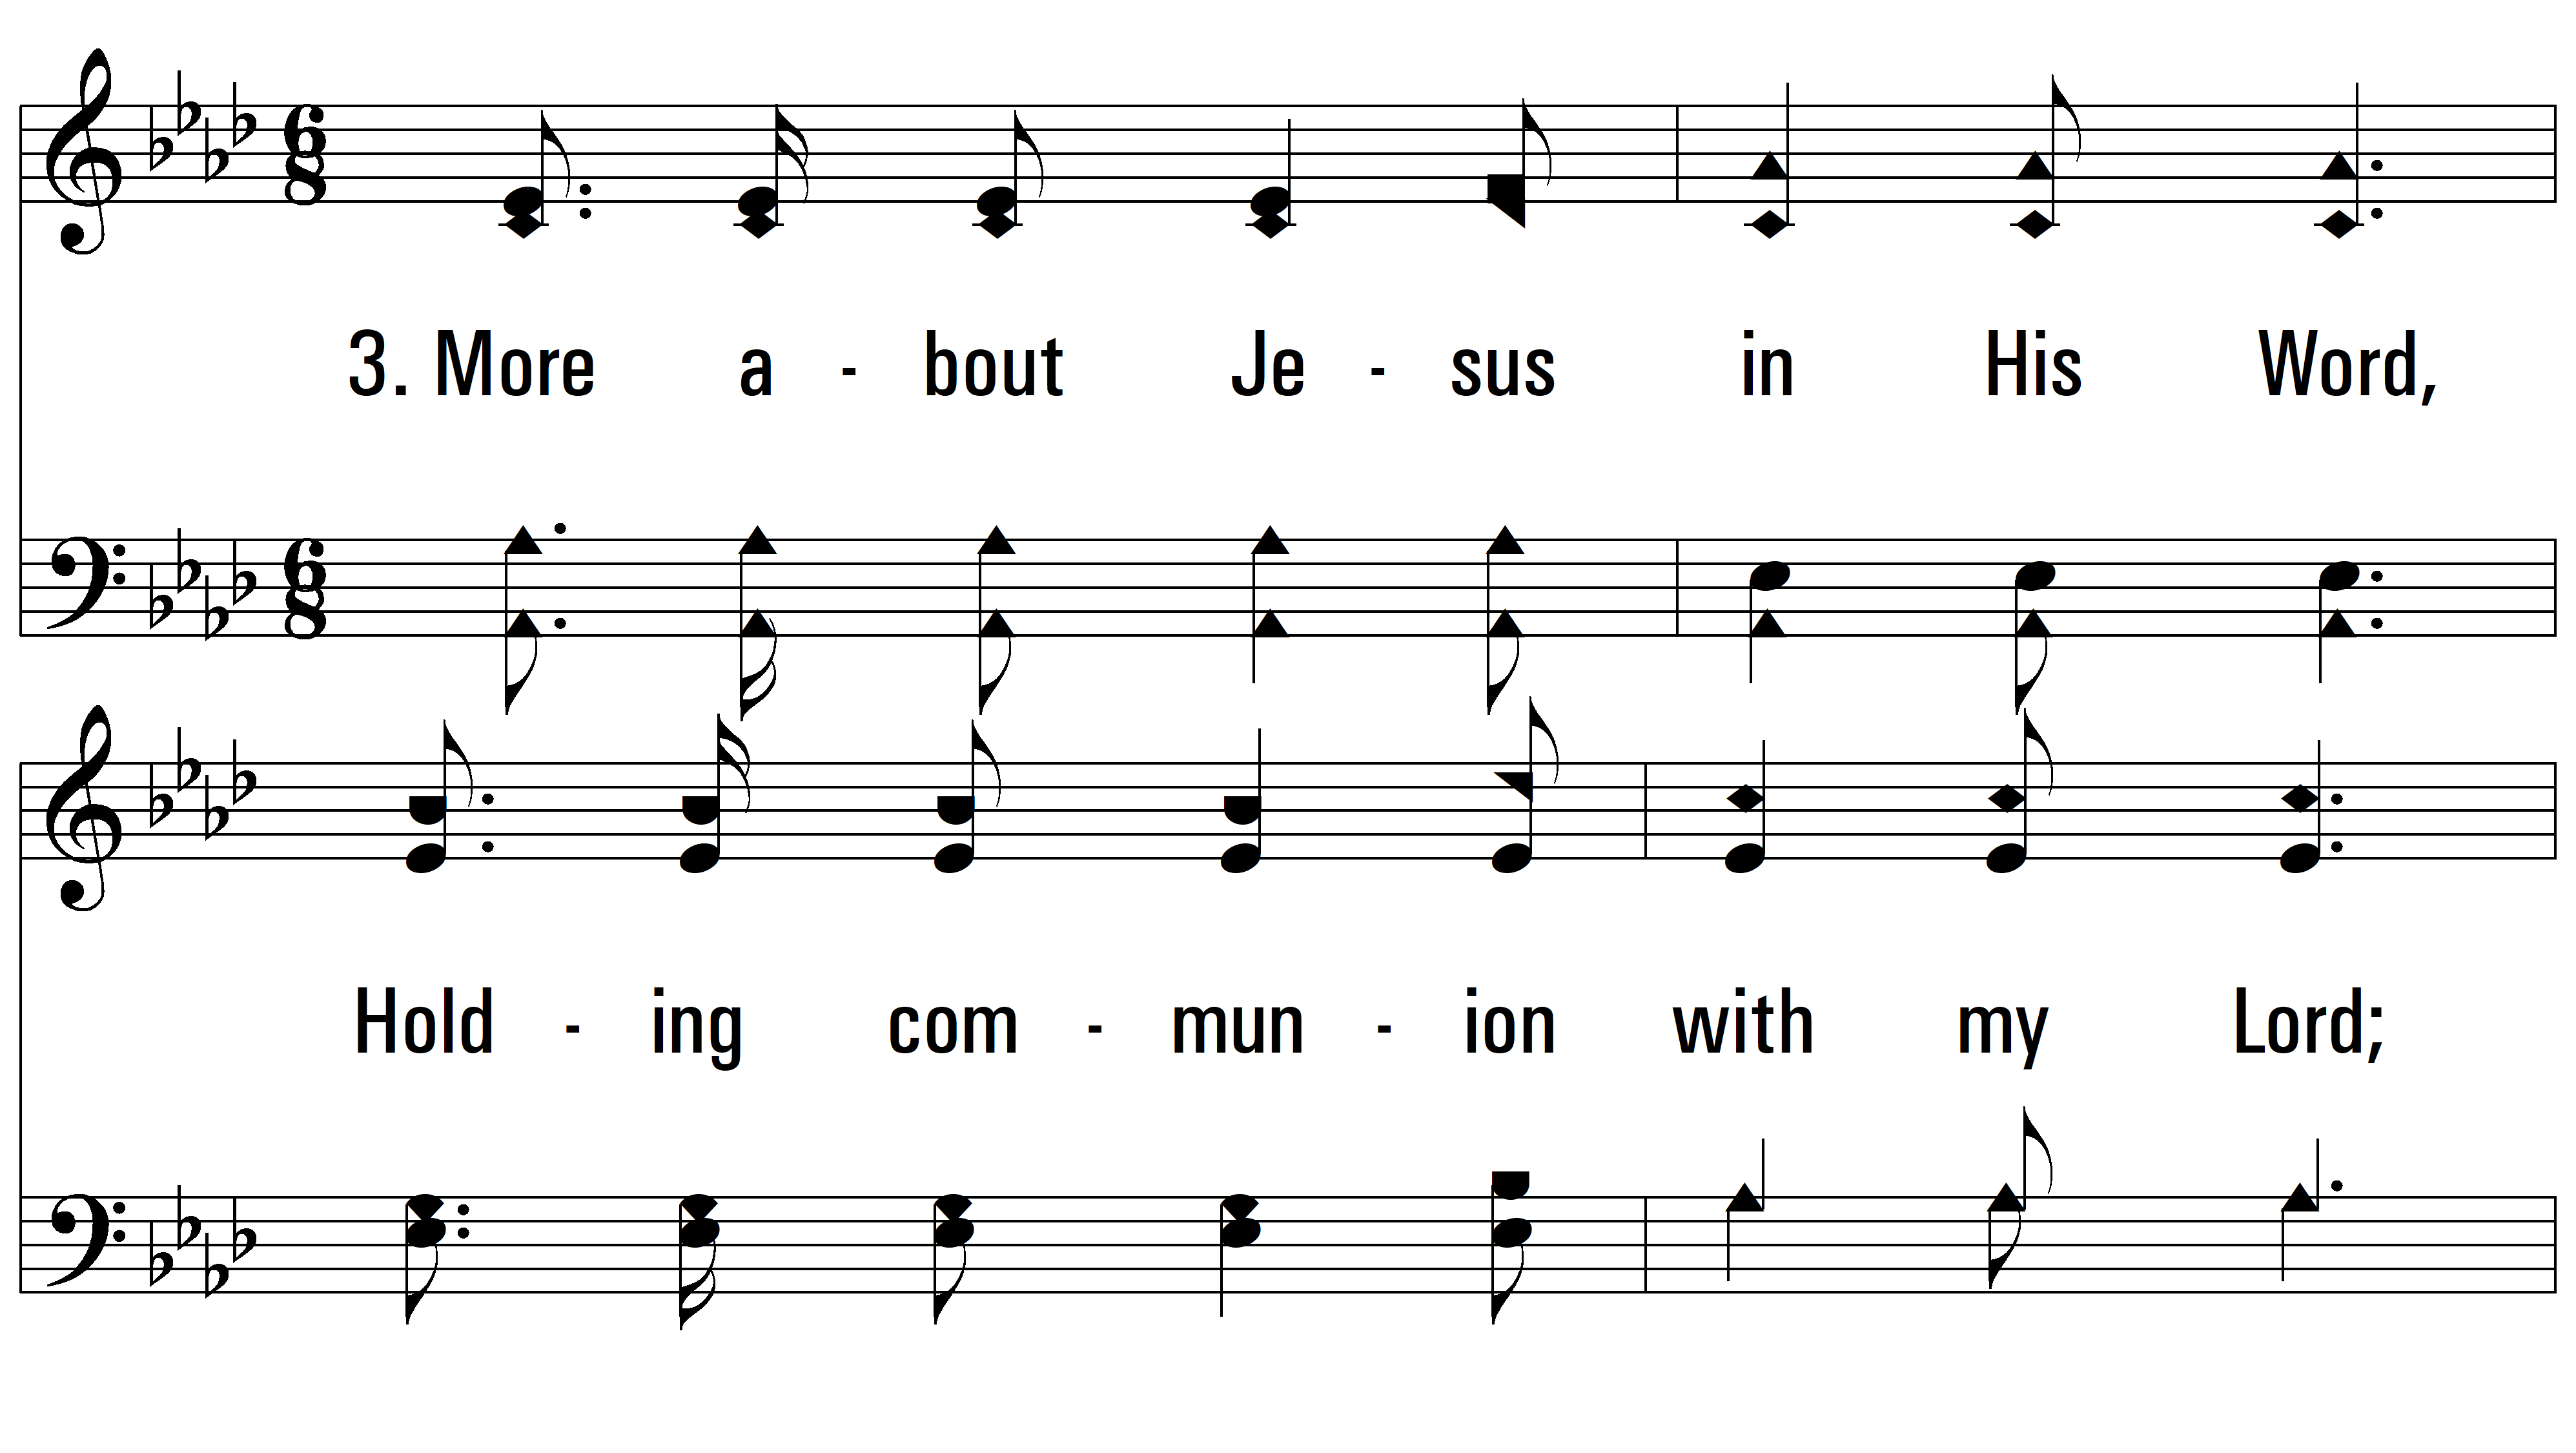 3. More a - bout Je - sus in His Word,
Hold - ing com - mun - ion with my Lord;